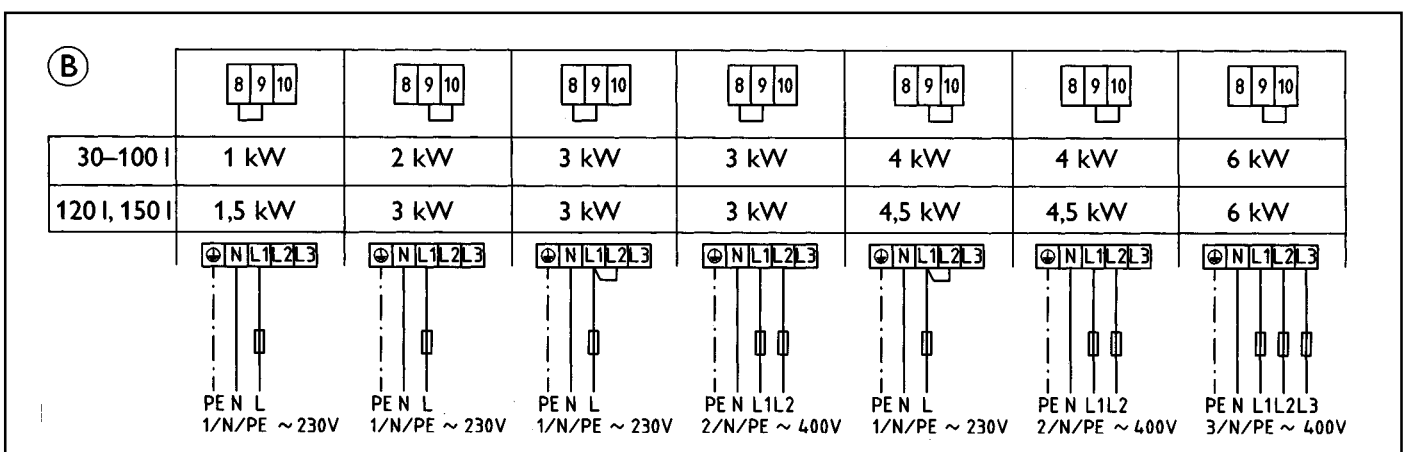 B
8 9 10 8 9 10 8 9 10 8 9 10 8 9 10 8 9 10 8 9 10
30–100 l 1 kW 2 kW 3 kW 3 kW 4 kW 4 kW 6 kW
120 l, 150 l 1,5 kW 3 kW 3 kW 3 kW 4,5 kW 4,5 kW 6 kW
N L1 L2 L3 N L1 L2 L3 N L1 L2 L3 N L1 L2 L3 N L1 L2 L3 N L1 L2 L3 N L1 L2 L3
PE N L PE N L PE N L PE N L1 L2 PE N L PE N L1 L2 PE N L1 L2 L3
1/N/PE ~ 230V 1/N/PE ~ 230V 1/N/PE ~ 230V 2/N/PE ~ 400V 1/N/PE ~ 230V 2/N/PE ~ 400V 3/N/PE ~ 400V